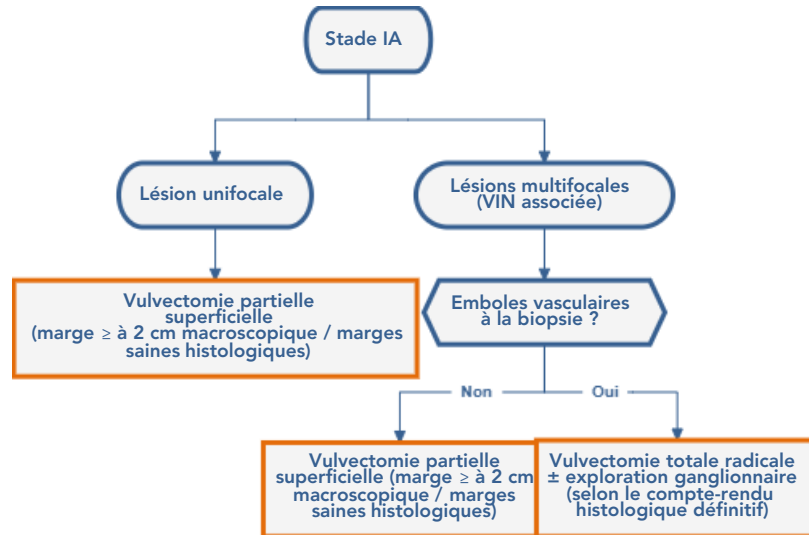 Stade IA
Lésion unifocale
Lésions multifocales
(VIN associée)
Vulvectomie partielle
superficielle
(marge ≥ à 2 cm macroscopique / marges
saines histologiques)
Emboles vasculaires
à la biopsie ?
Non
Oui
Vulvectomie partielle
superficielle (marge ≥ à 2 cm
macroscopique / marges
saines histologiques)
Vulvectomie totale radicale
± exploration ganglionnaire
(selon le compte-rendu
histologique définitif)